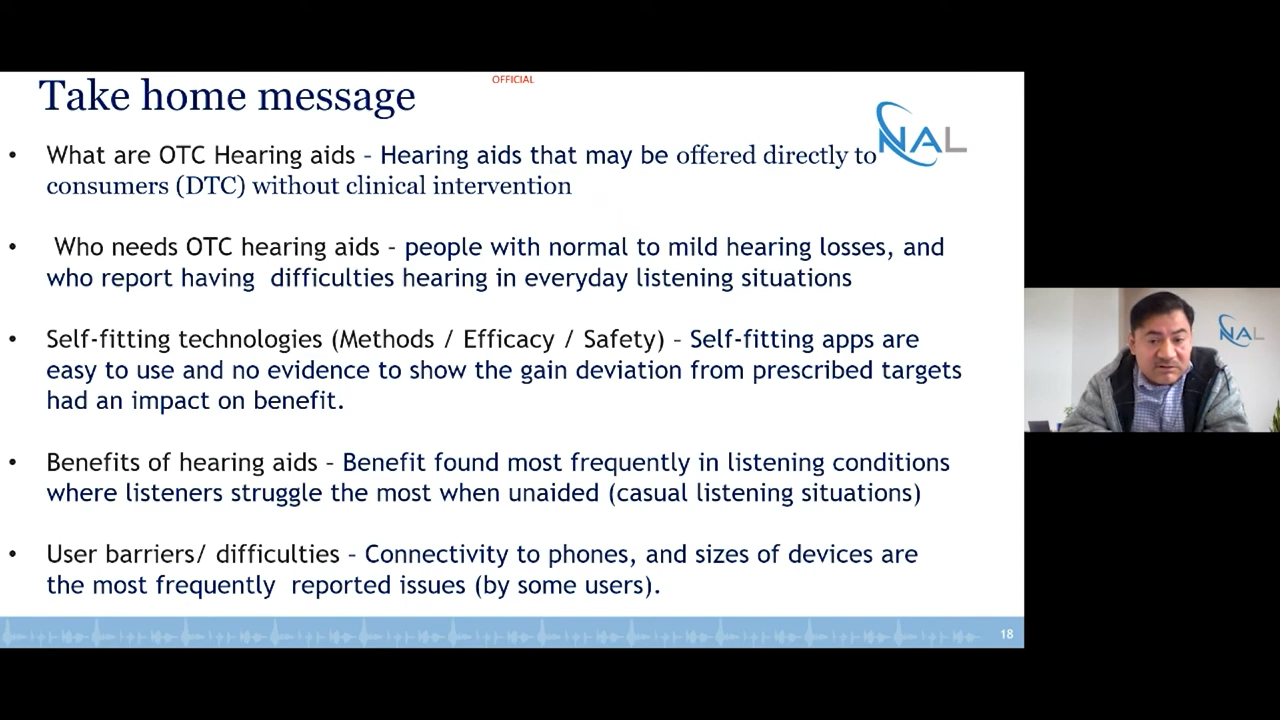 OFFICIAL
Take home message
NAL
• What are OTC Hearing aids – Hearing aids that may be offered directly to
consumers (DTC) without clinical intervention
• Who needs OTC hearing aids – people with normal to mild hearing losses, and
who report having difficulties hearing in everyday listening situations
• Self-fitting technologies (Methods / Efficacy / Safety) – Self-fitting apps are
easy to use and no evidence to show the gain deviation from prescribed targets
had an impact on benefit.
• Benefits of hearing aids – Benefit found most frequently in listening conditions
where listeners struggle the most when unaided (casual listening situations)
• User barriers/ difficulties – Connectivity to phones, and sizes of devices are
the most frequently reported issues (by some users).
18
NAL